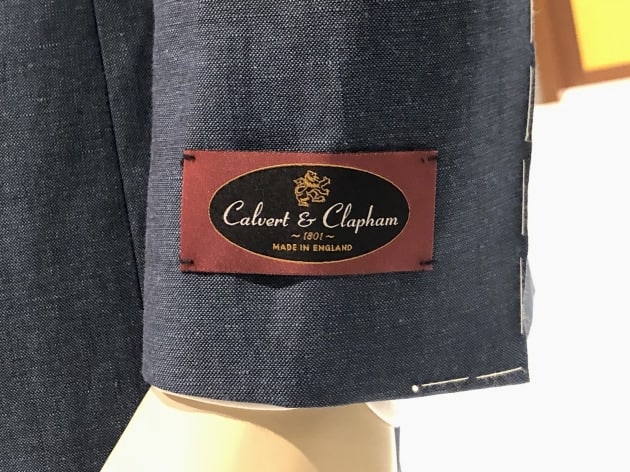 Calvert & Clapham
~ 1801 ~
MADE IN ENGLAND